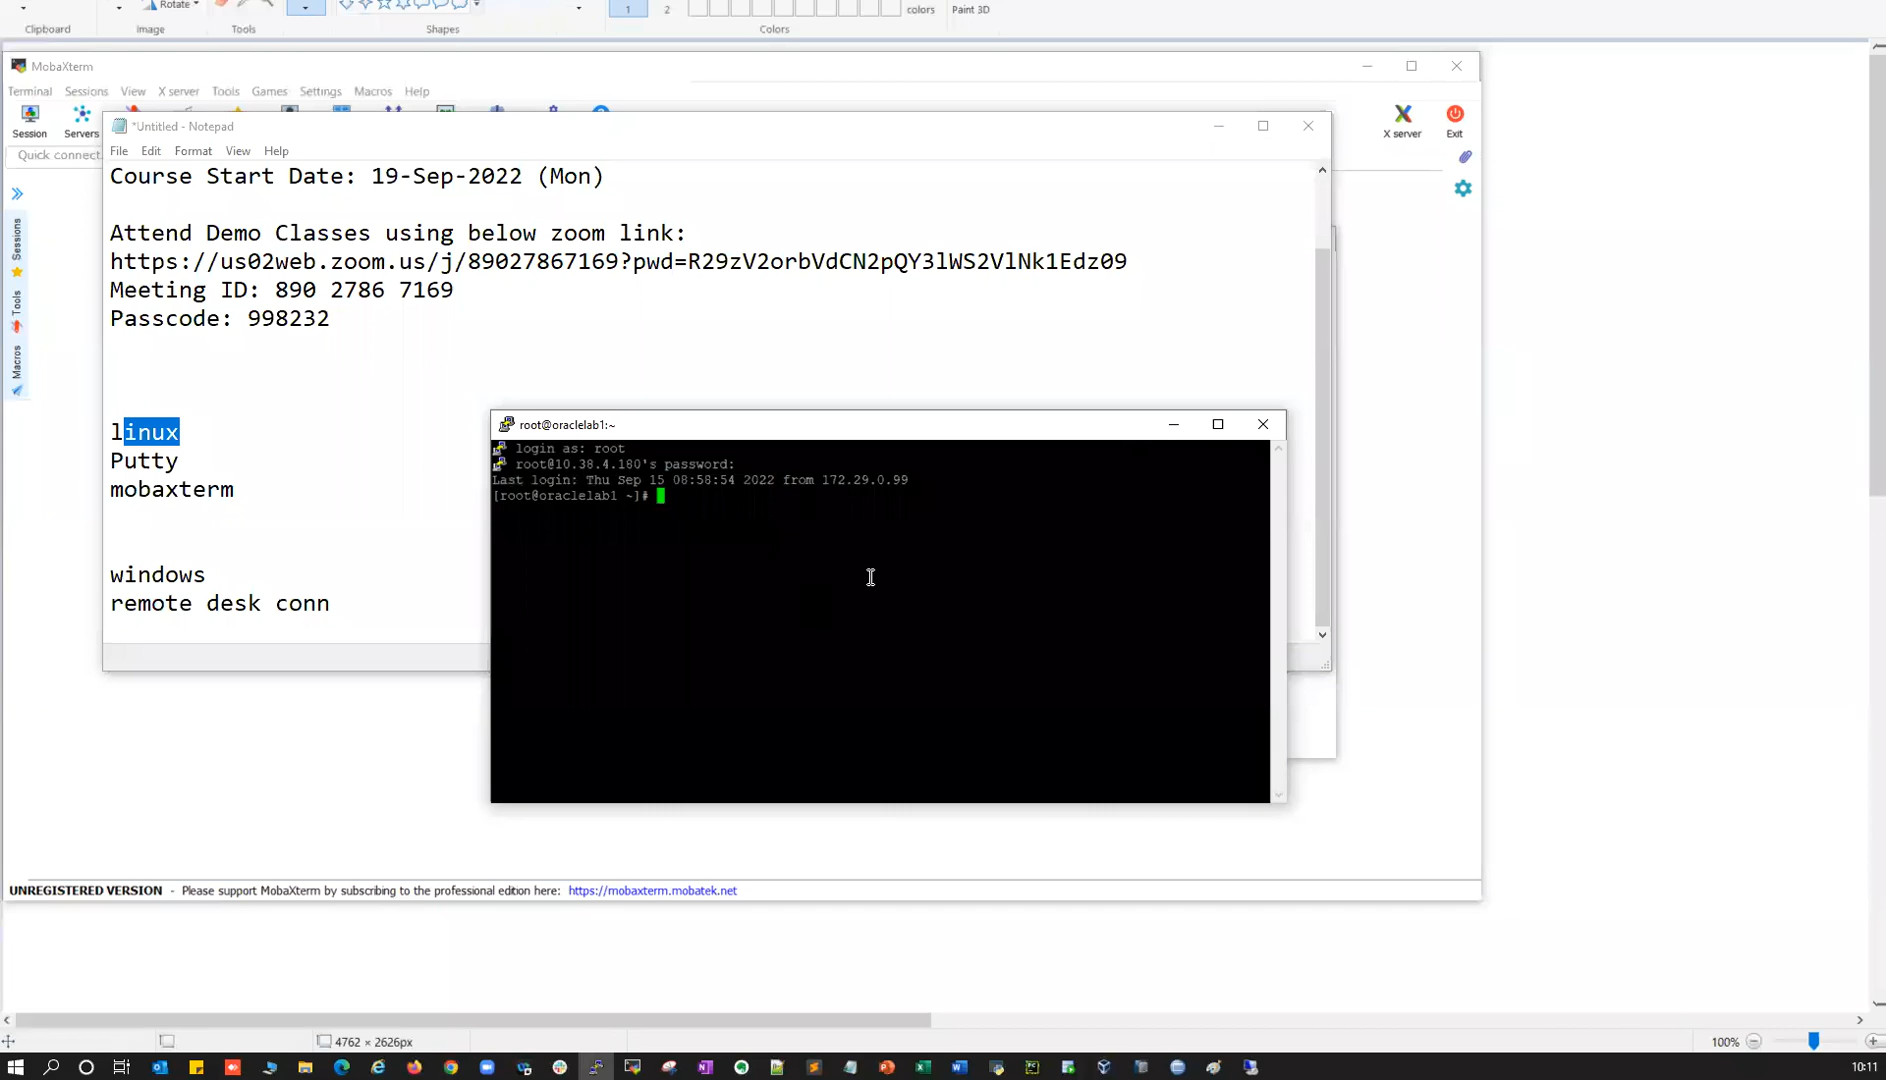 Rotate
1
2
colors
Paint 3D
Clipboard
Image
Tools
Shapes
Colors
MobaXterm
Terminal Sessions View X server Tools Games Settings Macros Help
Session
Servers
X server
Exit
Quick connect.
Sessions
Tools
Macros
*Untitled - Notepad
File Edit Format View Help
Course Start Date: 19-Sep-2022 (Mon)
Attend Demo Classes using below zoom link:
https://us02web.zoom.us/j/89027867169?pwd=R29zV2orbVdCN2pQY3lWS2VlNk1Edz09
Meeting ID: 890 2786 7169
Passcode: 998232
linux
Putty
mobaxterm
windows
remote desk conn
root@oraclelab1:~
login as: root
root@10.38.4.180's password:
Last login: Thu Sep 15 08:58:54 2022 from 172.29.0.99
[root@oraclelab1 ~]#
UNREGISTERED VERSION - Please support MobaXterm by subscribing to the professional edition here: https://mobaxterm.mobatek.net
4762 × 2626px
100%
10:11